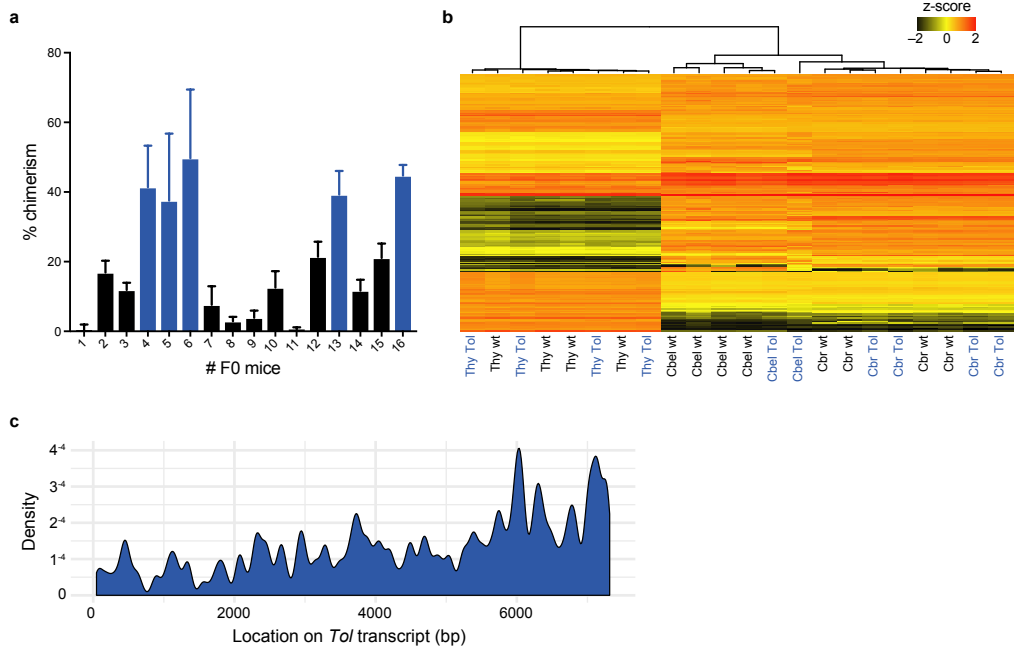 a
80
60
40
20
0
% chimerism
1 2 3 4 5 6 7 8 9 10 11 12 13 14 15 16
# F0 mice
b
z-score
–2 0 2
Thy Tol
Thy wt
Thy Tol
Thy wt
Thy wt
Thy Tol
Thy wt
Thy Tol
Cbel wt
Cbel wt
Cbel wt
Cbel wt
Cbel Tol
Cbel Tol
Cbr wt
Cbr wt
Cbr Tol
Cbr Tol
Cbr wt
Cbr wt
Cbr Tol
Cbr Tol
c
4-4
3-4
2-4
1-4
0
Density
0 2000 4000 6000
Location on Tol transcript (bp)